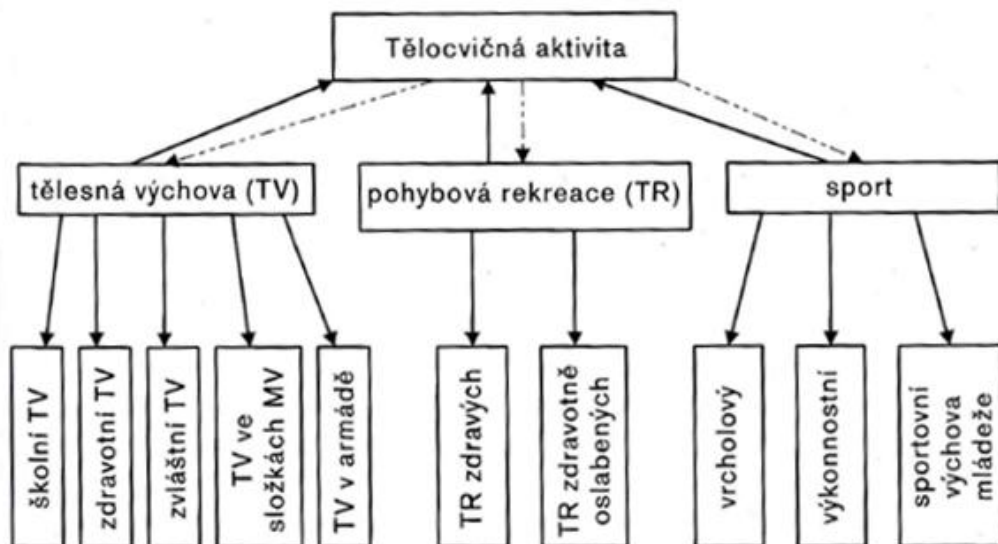 Tělocvičná aktivita
tělesná výchova (TV)
pohybová rekreace (TR)
sport
školní TV
zdravotní TV
zvláštní TV
TV ve
složkách MV
TV v armádě
TR zdravých
TR zdravotně
oslabených
vrcholový
výkonnostní
sportovní
výchova
mládeže